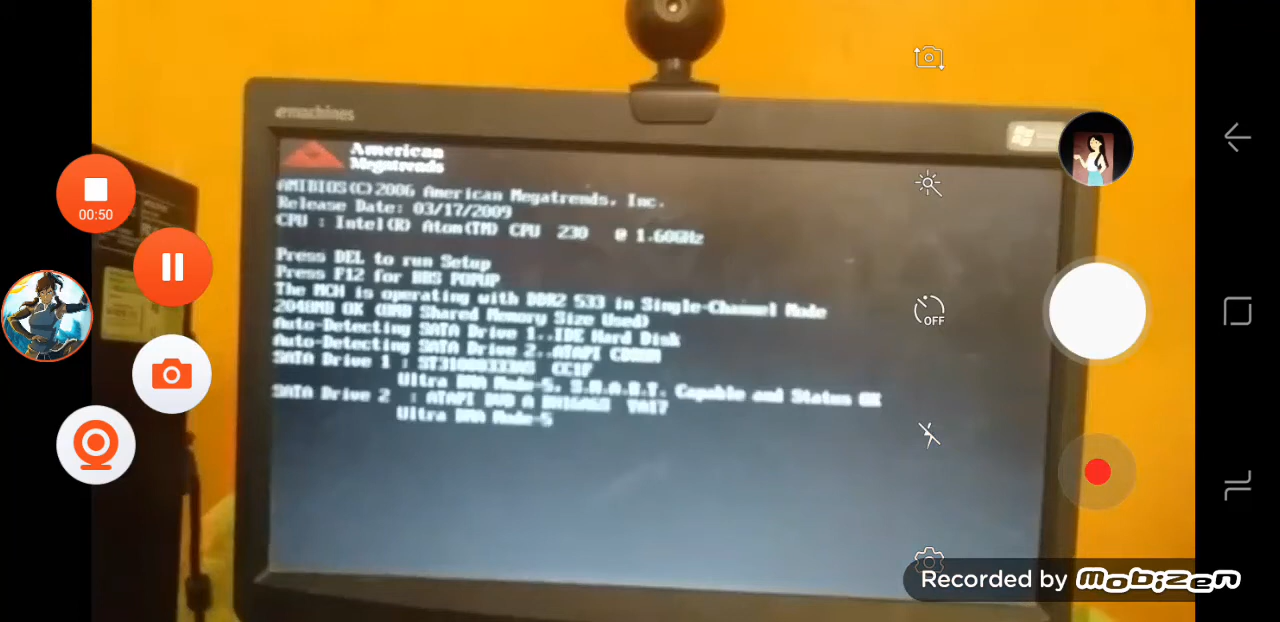 emachines
American
Megatrends
AMIBIOS(C)2006 American Megatrends, Inc.
Release Date: 03/17/2009
CPU : Intel(R) Atom(TM) CPU 230 @ 1.60GHz
Press DEL to run Setup
Press F12 for BBS POPUP
The MCH is operating with DDR2 533 in Single-Channel Mode
2048MB OK (UMD Shared Memory Size Used)
Auto-Detecting SATA Drive 1..IDE Hard Disk
Auto-Detecting SATA Drive 2..ATAPI CDROM
SATA Drive 1 : CC1F
Ultra DMA Mode-5, S.M.A.R.T. Capable and Status OK
SATA Drive 2 : ATAPI DVD A YA17
Ultra DMA Mode-5
00:50
OFF
Recorded by mobizen